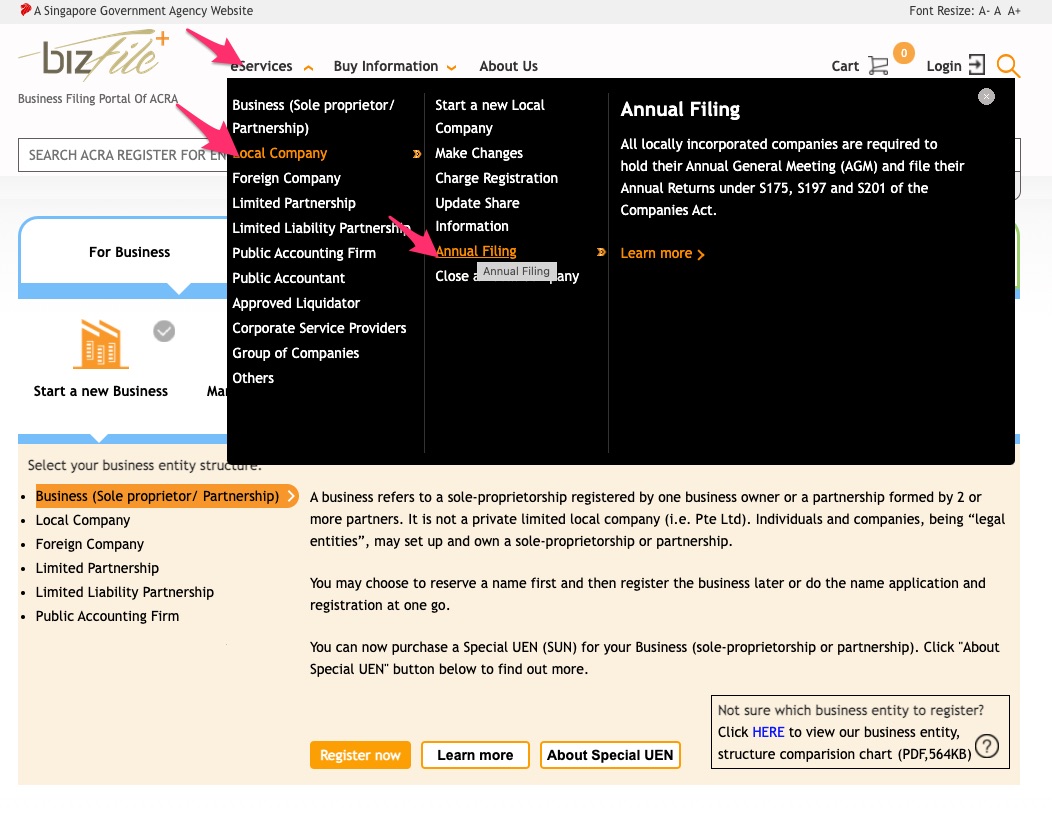 A Singapore Government Agency Website
Font Resize: A- A A+
bizFile+
Business Filing Portal Of ACRA
eServices
Buy Information
About Us
Cart
0
Login
SEARCH ACRA REGISTER FOR EN
Business (Sole proprietor/
Partnership)
Local Company
Foreign Company
Limited Partnership
Limited Liability Partnership
Public Accounting Firm
Public Accountant
Approved Liquidator
Corporate Service Providers
Group of Companies
Others
Start a new Local
Company
Make Changes
Charge Registration
Update Share
Information
Annual Filing
Close a
pany
Annual Filing
Annual Filing
All locally incorporated companies are required to
hold their Annual General Meeting (AGM) and file their
Annual Returns under S175, S197 and S201 of the
Companies Act.
Learn more
For Business
Start a new Business
Select your business entity structure.
Business (Sole proprietor/ Partnership)
Local Company
Foreign Company
Limited Partnership
Limited Liability Partnership
Public Accounting Firm
A business refers to a sole-proprietorship registered by one business owner or a partnership formed by 2 or
more partners. It is not a private limited local company (i.e. Pte Ltd). Individuals and companies, being “legal
entities”, may set up and own a sole-proprietorship or partnership.
You may choose to reserve a name first and then register the business later or do the name application and
registration at one go.
You can now purchase a Special UEN (SUN) for your Business (sole-proprietorship or partnership). Click "About
Special UEN" button below to find out more.
Not sure which business entity to register?
Click HERE to view our business entity,
structure comparision chart (PDF,564KB)
?
Register now
Learn more
About Special UEN